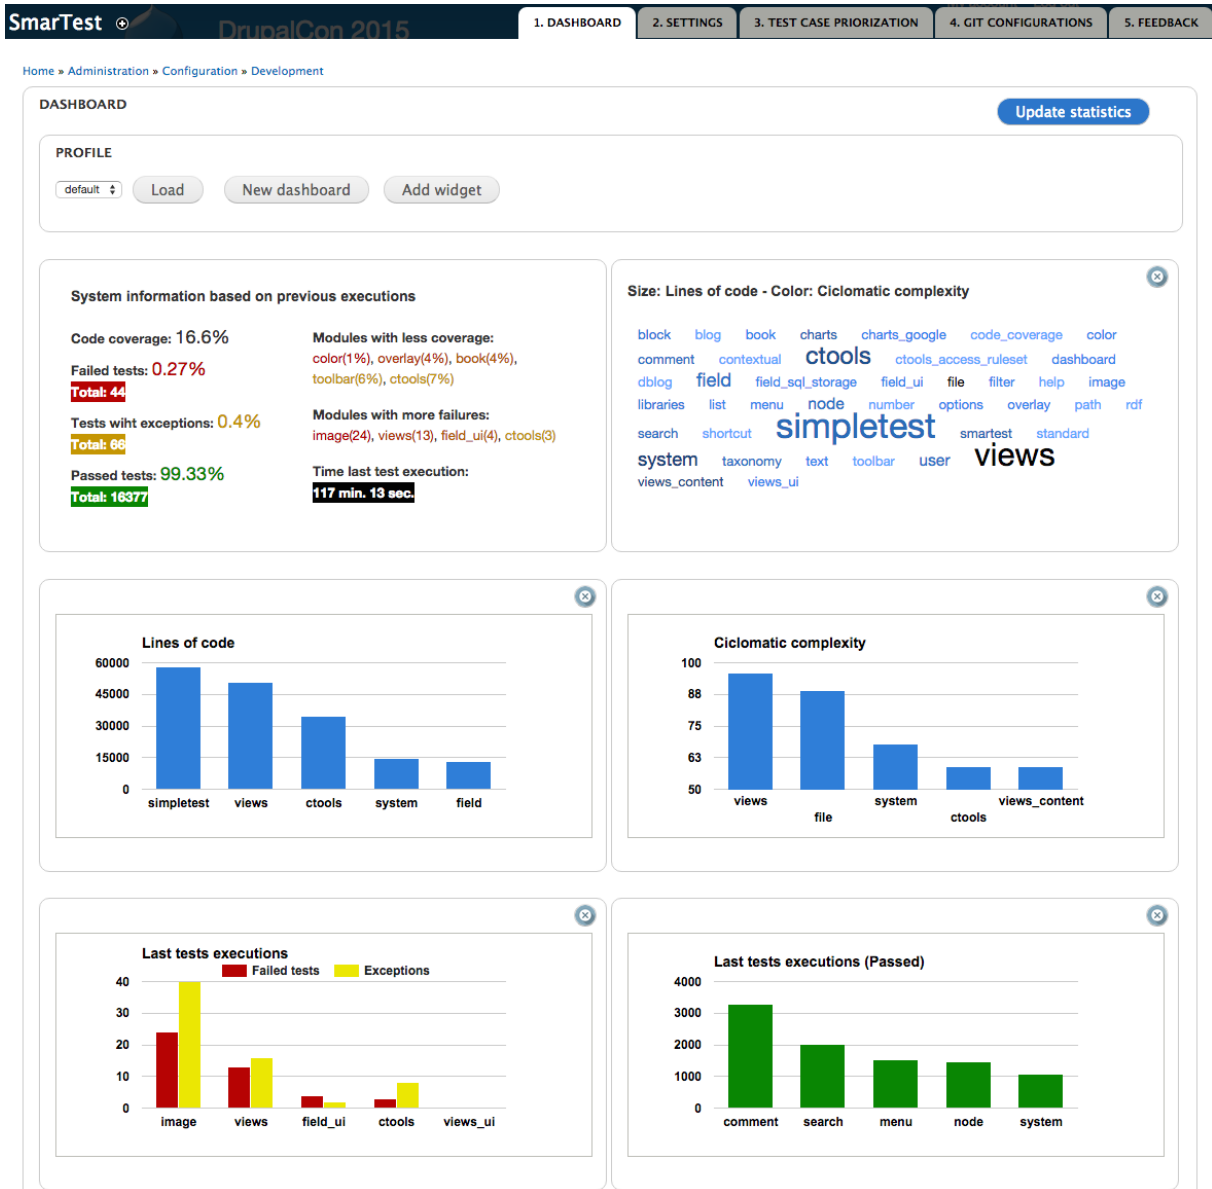 SmarTest
DrupalCon 2015
1. DASHBOARD
2. SETTINGS
3. TEST CASE PRIORIZATION
4. GIT CONFIGURATIONS
5. FEEDBACK
Home » Administration » Configuration » Development
DASHBOARD
Update statistics
PROFILE
default
Load
New dashboard
Add widget
System information based on previous executions
Code coverage: 16.6%
Failed tests: 0.27%
Total: 44
Tests wiht exceptions: 0.4%
Total: 66
Passed tests: 99.33%
Total: 16377
Modules with less coverage:
color(1%), overlay(4%), book(4%),
toolbar(6%), ctools(7%)
Modules with more failures:
image(24), views(13), field_ui(4), ctools(3)
Time last test execution:
117 min. 13 sec.
Size: Lines of code - Color: Ciclomatic complexity
block blog book charts charts_google code_coverage color
comment contextual ctools ctools_access_ruleset dashboard
dblog field field_sql_storage field_ui file filter help image
libraries list menu node number options overlay path rdf
search shortcut simpletest smartest standard
system taxonomy text toolbar user views
views_content views_ui
Lines of code
60000
45000
30000
15000
0
simpletest views ctools system field
Ciclomatic complexity
100
88
75
63
50
views file system ctools views_content
Last tests executions
Failed tests Exceptions
40
30
20
10
0
image views field_ui ctools views_ui
Last tests executions (Passed)
4000
3000
2000
1000
0
comment search menu node system